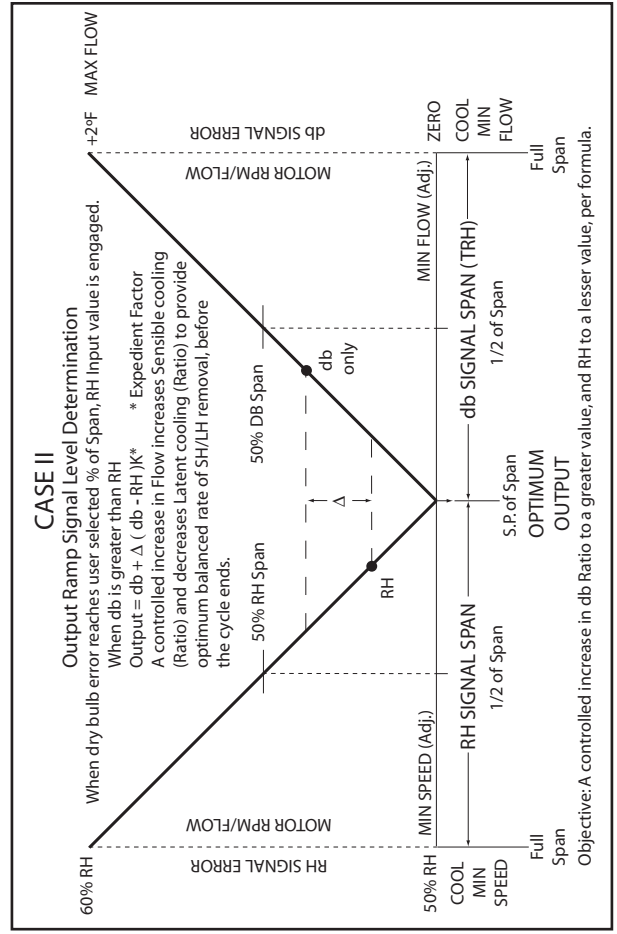 CASE II
Output Ramp Signal Level Determination
When dry bulb error reaches user selected % of Span, RH Input value is engaged.
When db is greater than RH
Output = db + Δ ( db - RH )K* * Expedient Factor
A controlled increase in Flow increases Sensible cooling
(Ratio) and decreases Latent cooling (Ratio) to provide
optimum balanced rate of SH/LH removal, before
the cycle ends.
60% RH
+2ºF MAX FLOW
RH SIGNAL ERROR
MOTOR RPM/FLOW
MOTOR RPM/FLOW
db SIGNAL ERROR
50% RH Span
50% DB Span
Δ
RH
db
only
50% RH
MIN SPEED (Adj.)
MIN FLOW (Adj.)
ZERO
COOL
MIN
SPEED
RH SIGNAL SPAN
1/2 of Span
S.P. of Span
OPTIMUM
OUTPUT
db SIGNAL SPAN (TRH)
1/2 of Span
COOL
MIN
FLOW
Full
Span
Full
Span
Objective: A controlled increase in db Ratio to a greater value, and RH to a lesser value, per formula.